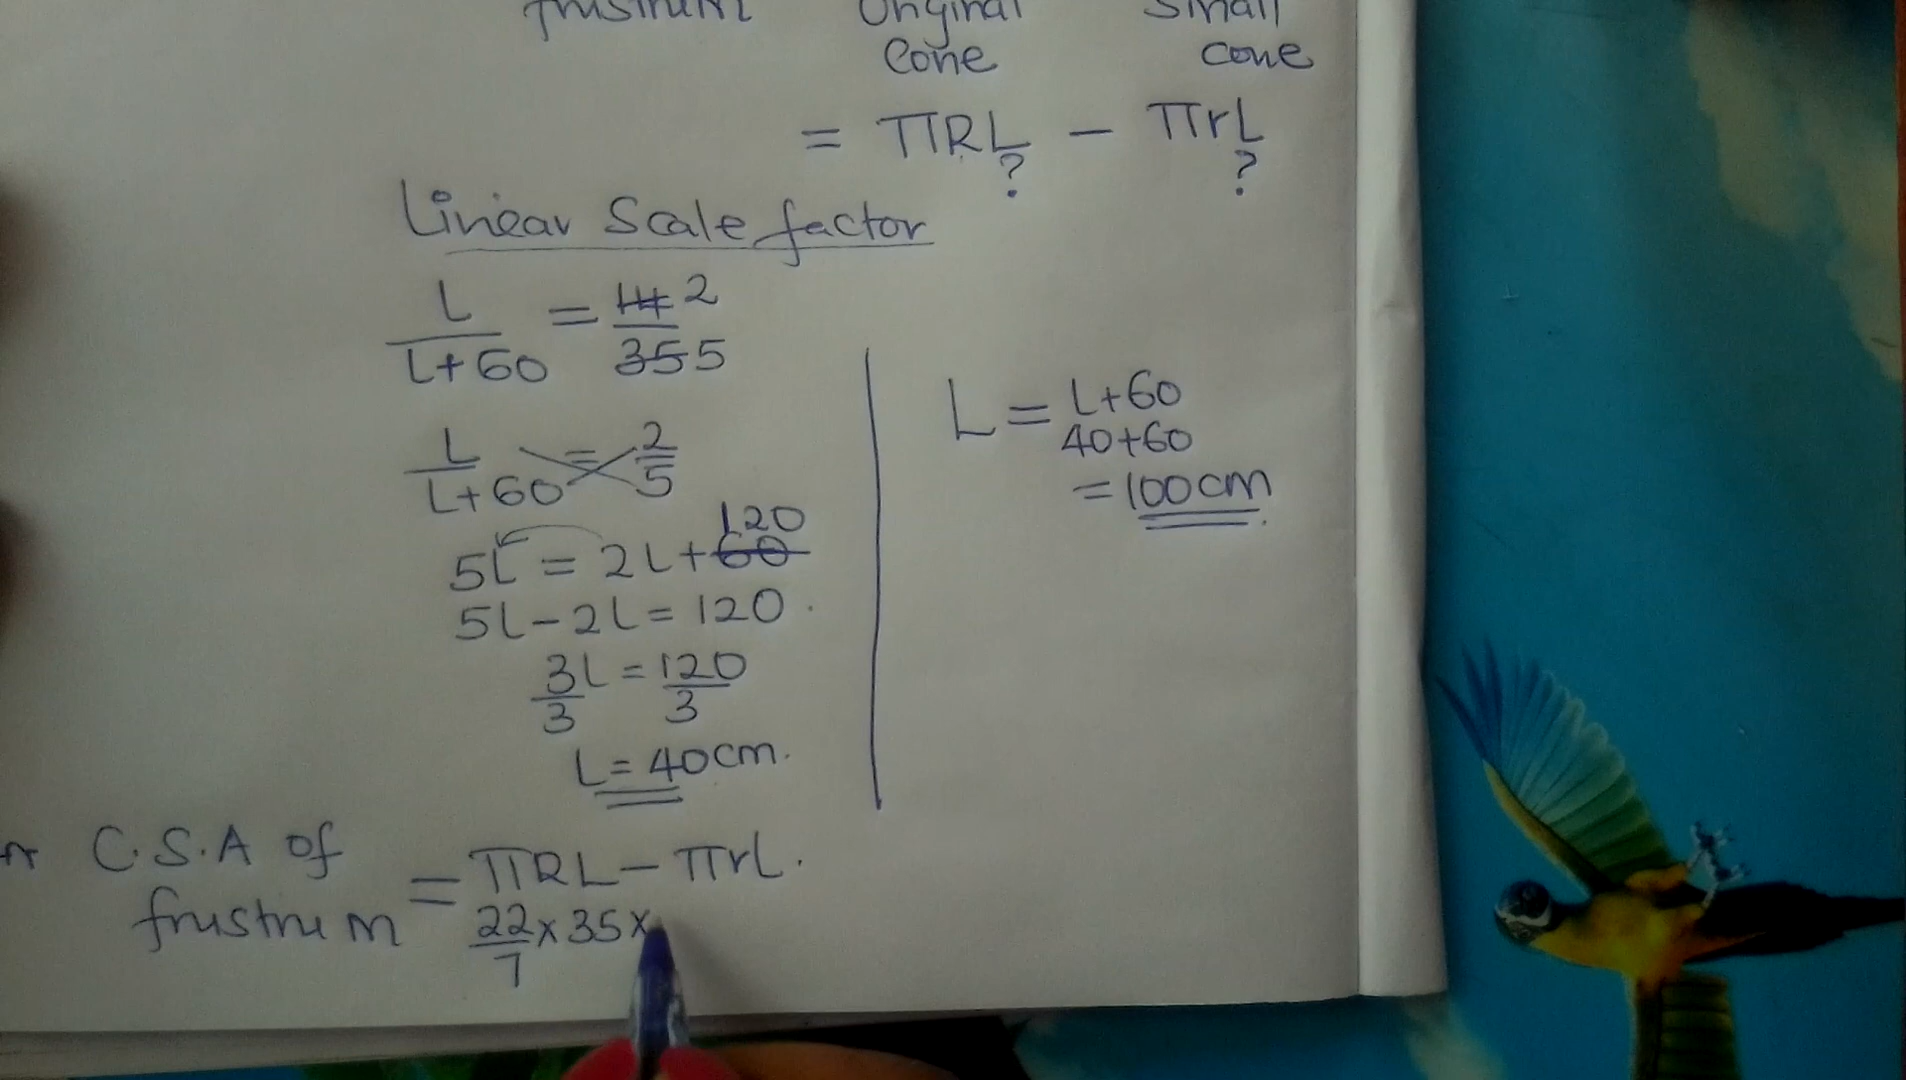 frustrum Original Small
Cone cone
= πRL - πrL
? ?
Linear Scale factor
L/L+60 = 14/35 2/5
L/L+60 = 2/5
5L = 2L + 60 120
5L - 2L = 120.
3L/3 = 120/3
L = 40cm.
L = L+60
40+60
= 100cm
C.S.A of frustrum = πRL - πrL.
22/7 x 35 x